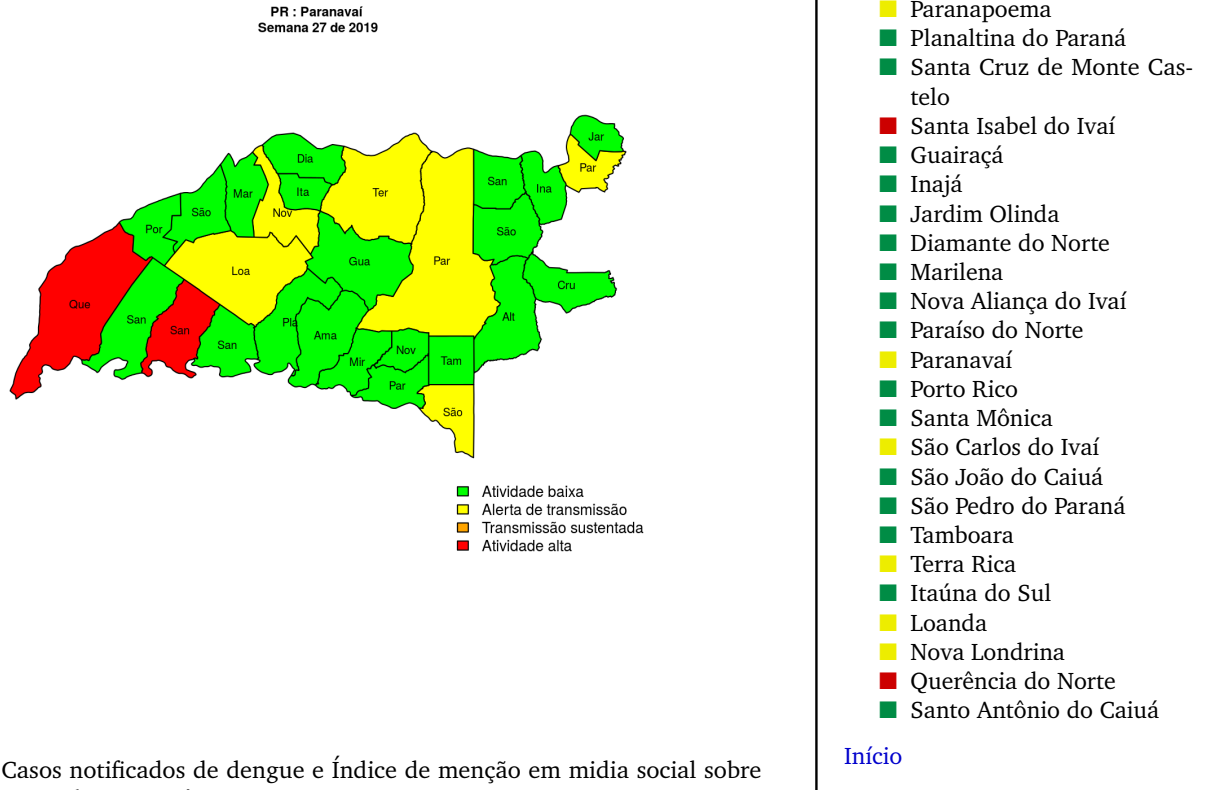 PR : Paranavaí
Semana 27 de 2019
Jar
Par
Dia
Ita
Mar
Nov
Ter
San
Ina
São
São
Por
Loa
Gua
Par
Cru
Que
San
San
San
Pla
Ama
Alt
Mir
Nov
Tam
Par
São
Atividade baixa
Alerta de transmissão
Transmissão sustentada
Atividade alta
Casos notificados de dengue e Índice de menção em midia social sobre
Paranapoema
Planaltina do Paraná
Santa Cruz de Monte Cas-
telo
Santa Isabel do Ivaí
Guairaçá
Inajá
Jardim Olinda
Diamante do Norte
Marilena
Nova Aliança do Ivaí
Paraíso do Norte
Paranavaí
Porto Rico
Santa Mônica
São Carlos do Ivaí
São João do Caiuá
São Pedro do Paraná
Tamboara
Terra Rica
Itaúna do Sul
Loanda
Nova Londrina
Querência do Norte
Santo Antônio do Caiuá
Início